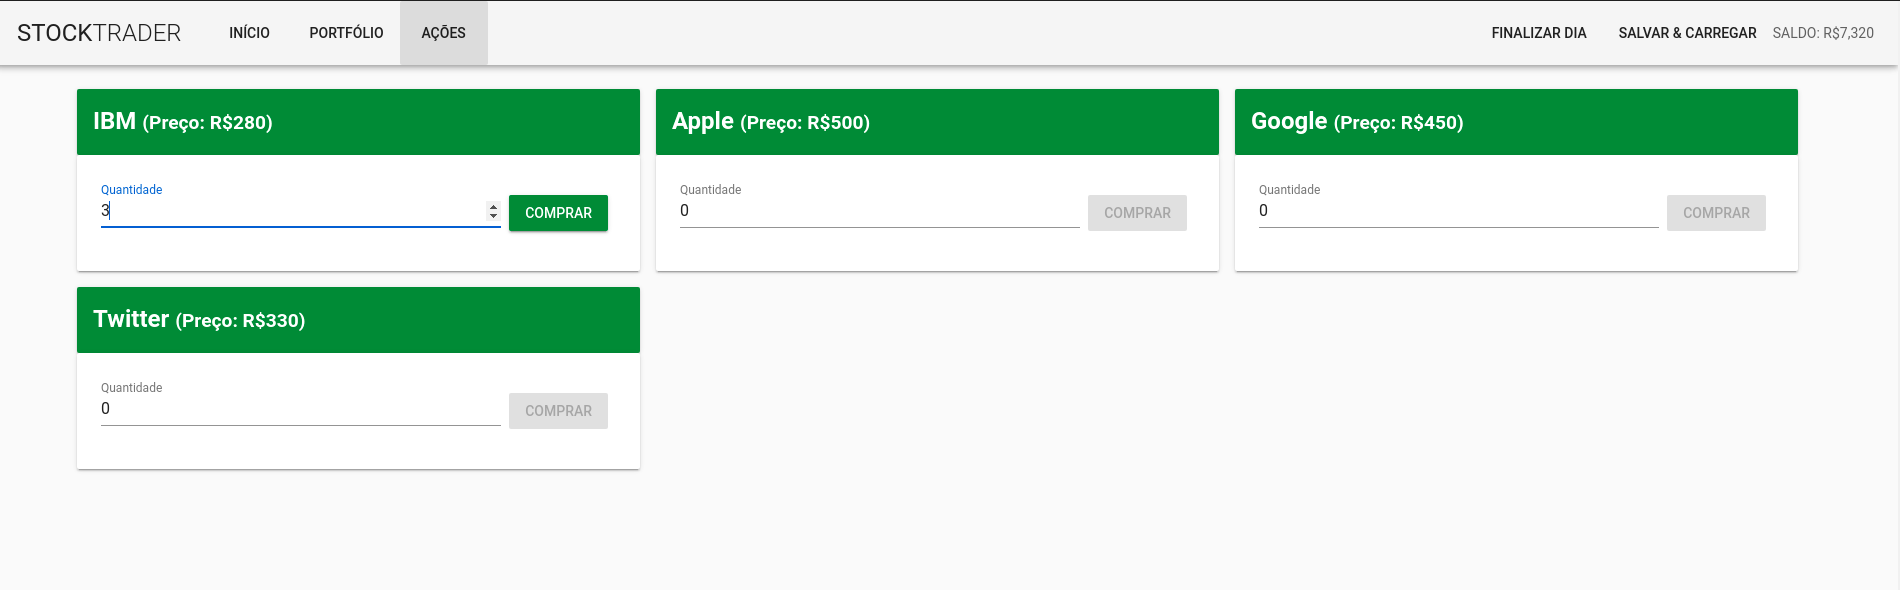 STOCKTRADER INÍCIO PORTFÓLIO AÇÕES FINALIZAR DIA SALVAR & CARREGAR SALDO: R$7,320
IBM (Preço: R$280)
Quantidade
3
COMPRAR
Apple (Preço: R$500)
Quantidade
0
COMPRAR
Google (Preço: R$450)
Quantidade
0
COMPRAR
Twitter (Preço: R$330)
Quantidade
0
COMPRAR